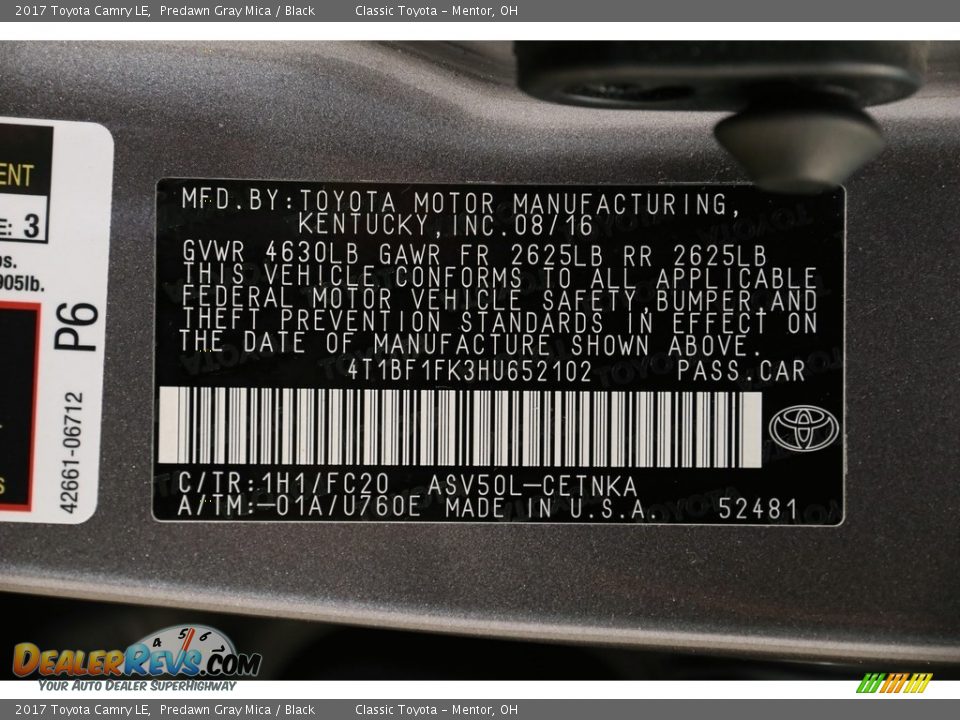 2017 Toyota Camry LE, Predawn Gray Mica / Black Classic Toyota - Mentor, OH
ENT
E: 3
os.
905lb.
P6
42661-06712
S
MFD.BY:TOYOTA MOTOR MANUFACTURING,
KENTUCKY,INC.08/16
GVWR 4630LB GAWR FR 2625LB RR 2625LB
THIS VEHICLE CONFORMS TO ALL APPLICABLE
FEDERAL MOTOR VEHICLE SAFETY,BUMPER,AND
THEFT PREVENTION STANDARDS IN EFFECT ON
THE DATE OF MANUFACTURE SHOWN ABOVE.
4T1BF1FK3HU652102 PASS.CAR
C/TR:1H1/FC20 ASV50L-CETNKA
A/TM:-01A/U760E MADE IN U.S.A. 52481
4 5 6
DEALERREVS.COM
YOUR AUTO DEALER SUPERHIGHWAY
2017 Toyota Camry LE, Predawn Gray Mica / Black Classic Toyota - Mentor, OH